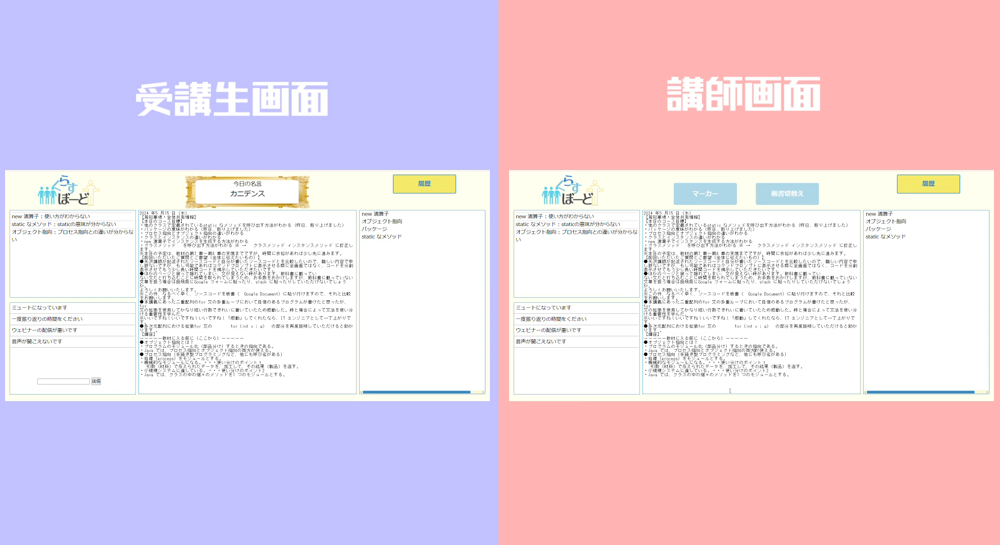 受講生画面
くらす
ぼーど
今日の名言
カニデンス
履歴
new 演算子 : 使い方がわからない
static なメソッド : staticの意味が分からない
オブジェクト指向 : プロセス指向との違いが分からな
い
ミュートになっています
一度振り返りの時間をください
ウェビナーの配信が重いです
音声が聞こえないです
送信
2024 年5 月15 日 (水)
【周知事項・全体共有情報】
【本日のコース目標】
・他のクラスで定義されているstatic なメソッドを呼び出す方法がわかる (昨日、取り上げました)
・パッケージの意味がわかる (昨日、取り上げました)
・プロセス指向とオブジェクト指向の違いがわかる
・クラスとインスタンスの違いがわかる
・new 演算子でインスタンスを生成する方法がわかる
・クラスメソッド を呼び出す方法がわかる ※ → クラスメソッド インスタンスメソッド に訂正し
ます。
※本日の予定は、教材の第7 章～第8 章の末尾までですが、時間に余裕があれば少し先に進みます。
【前回いただいたご質問とご要望 (全体に伝えたいもの) 】
●矢沢講師が記述されたソースコードと自分が書いたソースコードとを比較したいので、難しい内容で申
し訳ないですが、もし可能であればコマンドプロンプトに表示させる際に全画面ではなく、コードを分割
表示させてもう少し長い時間コードを掲示していただきたいです。
●ほかのページと被って隠れてしまい、文が見えない時があります。教科書に載ってい
ない文だと打ち込むことに時間を取られてしまうため、お手数をおかけしますが、教科書に載っていない
文章を扱う場合は説明前にGoogle フォームに貼ったり、slack に貼ったりしていただけないでしょう
か。
よろしくお願いいたします。
※この件、なるべく早く、ソースコードを板書 ( Google Document) に貼り付けますので、それと比較
をお願いします。
●本講義にあった二重配列のfor 文の多重ループにおいて自信のあるプログラムが書けたと思ったが、
for
文の拡張を使用してかなり短い行数できれいに書いていたため感動した。時と場合によって文法を使い分
ける重要性を学んだ。
※いいですね！いいですね！いいですね！「感動」してくれたなら、IT エンジニアとして一丁上がりで
す。
●多次元配列における拡張for 文の for (int x : a) の部分を再度説明していただけると助か
ります 。
【講座】
ーーーーー教材に入る前に (ここから) ーーーーー
●オブジェクト指向とは？
・プログラムのモジュール化 (部品分け) するときの指向である。
・Java では、プロセス指向とオブジェクト指向の両方が使える。
●プロセス指向 (手続き型プログラミングなど、他にも呼び名がある)
・処理 (process) をモジュールとする。
・機械的なモジュールになる。・・・使い分けのポイント1
引数 (材料) で与えられたデータを、加工して、その結果 (製品) を返す。
・小規模システムに適している。・・・使い分けのポイント2
・Java では、クラスの中の個々のメソッドを1 つのモジュールとする。
new 演算子
オブジェクト指向
パッケージ
static なメソッド
講師画面
くらす
ぼーど
マーカー
板書切替え
履歴
new 演算子 : 使い方がわからない
static なメソッド : staticの意味が分からない
オブジェクト指向 : プロセス指向との違いが分からな
い
ミュートになっています
一度振り返りの時間をください
ウェビナーの配信が重いです
音声が聞こえないです
2024 年5 月15 日 (水)
【周知事項・全体共有情報】
【本日のコース目標】
・他のクラスで定義されているstatic なメソッドを呼び出す方法がわかる (昨日、取り上げました)
・パッケージの意味がわかる (昨日、取り上げました)
・プロセス指向とオブジェクト指向の違いがわかる
・クラスとインスタンスの違いがわかる
・new 演算子でインスタンスを生成する方法がわかる
・クラスメソッド を呼び出す方法がわかる ※ → クラスメソッド インスタンスメソッド に訂正し
ます。
※本日の予定は、教材の第7 章～第8 章の末尾までですが、時間に余裕があれば少し先に進みます。
【前回いただいたご質問とご要望 (全体に伝えたいもの) 】
●矢沢講師が記述されたソースコードと自分が書いたソースコードとを比較したいので、難しい内容で申
し訳ないですが、もし可能であればコマンドプロンプトに表示させる際に全画面ではなく、コードを分割
表示させてもう少し長い時間コードを掲示していただきたいです。
●ほかのページと被って隠れてしまい、文が見えない時があります。教科書に載ってい
ない文だと打ち込むことに時間を取られてしまうため、お手数をおかけしますが、教科書に載っていない
文章を扱う場合は説明前にGoogle フォームに貼ったり、slack に貼ったりしていただけないでしょう
か。
よろしくお願いいたします。
※この件、なるべく早く、ソースコードを板書 ( Google Document) に貼り付けますので、それと比較
をお願いします。
●本講義にあった二重配列のfor 文の多重ループにおいて自信のあるプログラムが書けたと思ったが、
for
文の拡張を使用してかなり短い行数できれいに書いていたため感動した。時と場合によって文法を使い分
ける重要性を学んだ。
※いいですね！いいですね！いいですね！「感動」してくれたなら、IT エンジニアとして一丁上がりで
す。
●多次元配列における拡張for 文の for (int x : a) の部分を再度説明していただけると助か
ります 。
【講座】
ーーーーー教材に入る前に (ここから) ーーーーー
●オブジェクト指向とは？
・プログラムのモジュール化 (部品分け) するときの指向である。
・Java では、プロセス指向とオブジェクト指向の両方が使える。
●プロセス指向 (手続き型プログラミングなど、他にも呼び名がある)
・処理 (process) をモジュールとする。
・機械的なモジュールになる。・・・使い分けのポイント1
引数 (材料) で与えられたデータを、加工して、その結果 (製品) を返す。
・小規模システムに適している。・・・使い分けのポイント2
・Java では、クラスの中の個々のメソッドを1 つのモジュールとする。
new 演算子
オブジェクト指向
パッケージ
static なメソッド